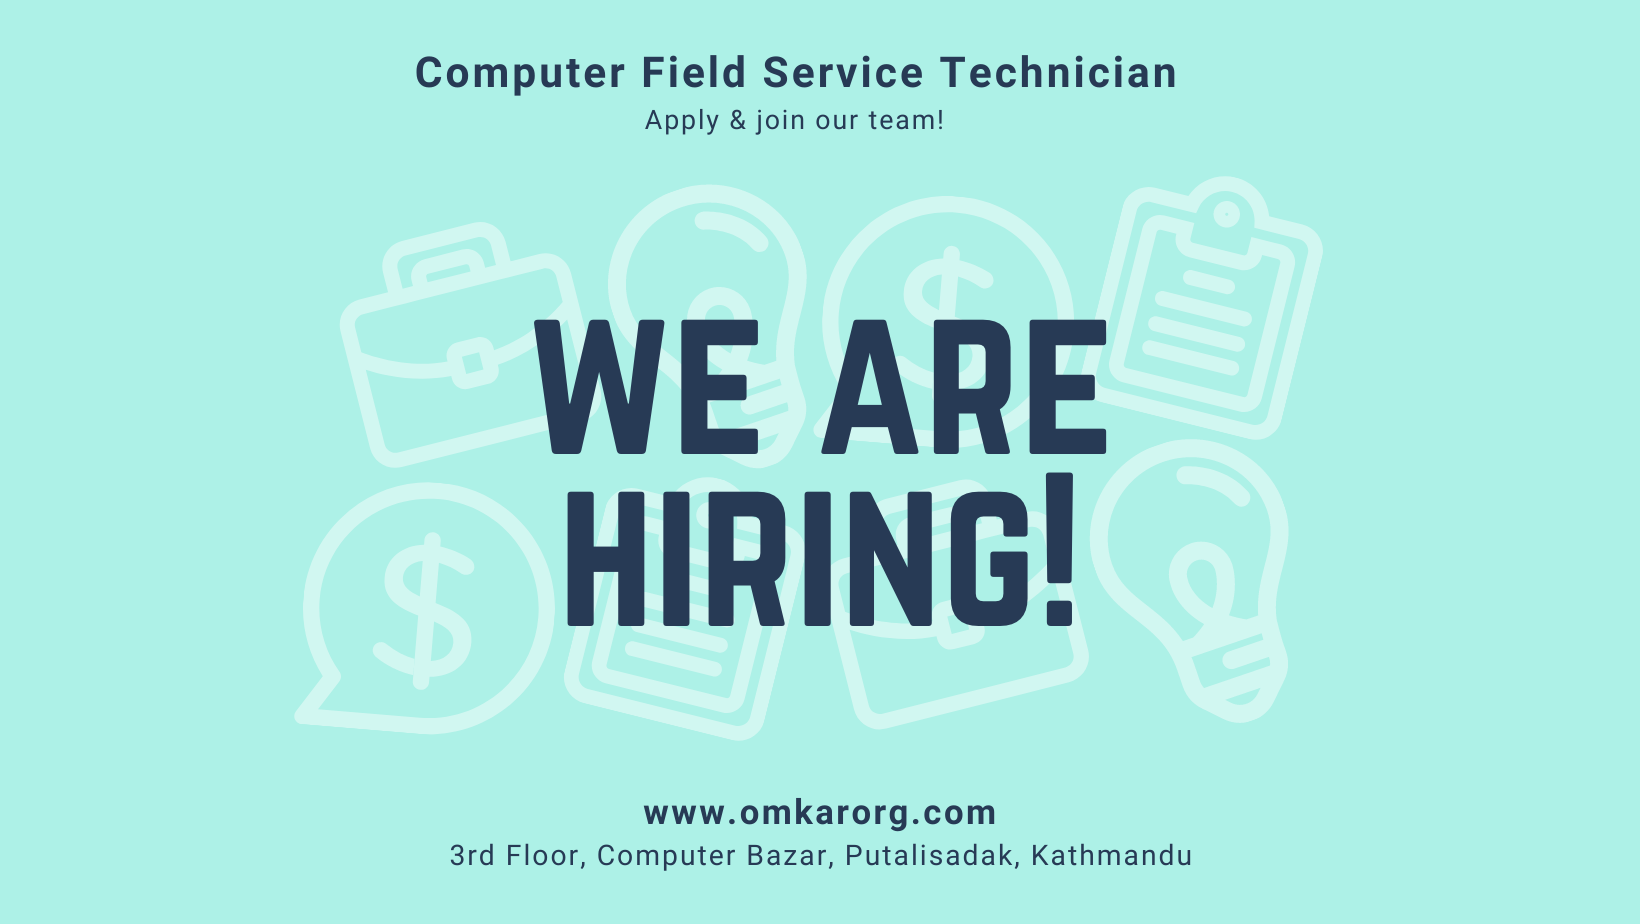 Computer Field Service Technician
Apply & join our team!
WE ARE
HIRING!
www.omkarorg.com
3rd Floor, Computer Bazar, Putalisadak, Kathmandu